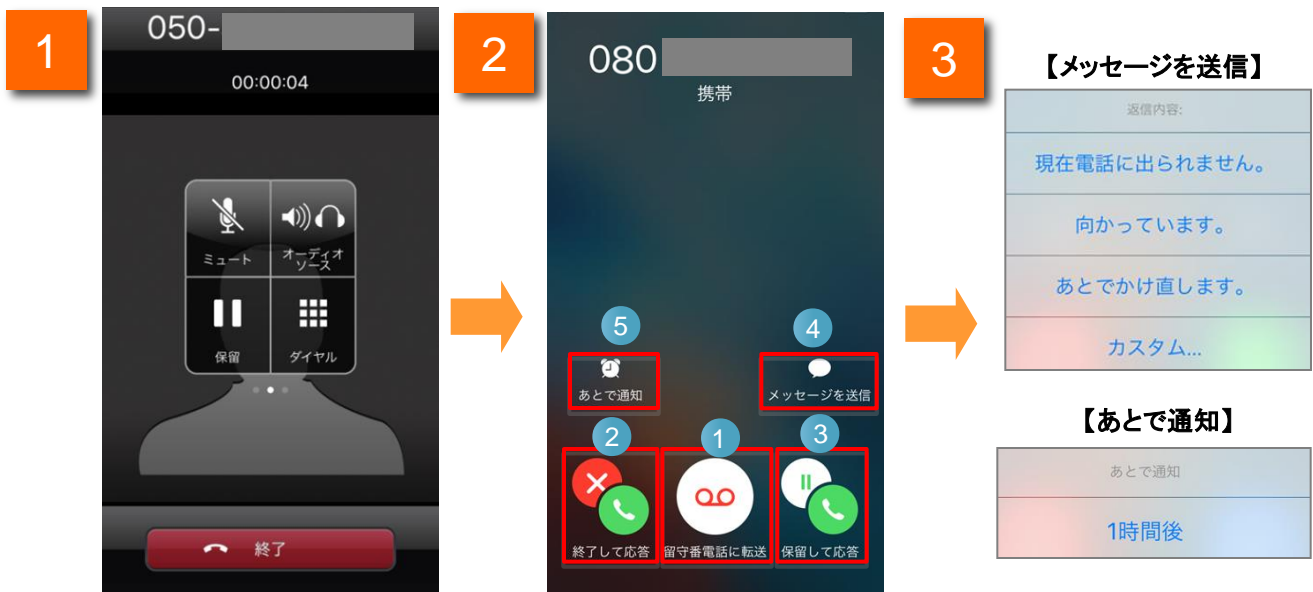 1
050-
00:00:04
ミュート
オーディオ
ソース
保留
ダイヤル
終了
2
080
携帯
5
あとで通知
4
メッセージを送信
2
終了して応答
1
留守番電話に転送
3
保留して応答
3
【メッセージを送信】
返信内容:
現在電話に出られません。
向かっています。
あとでかけ直します。
カスタム...
【あとで通知】
あとで通知
1時間後